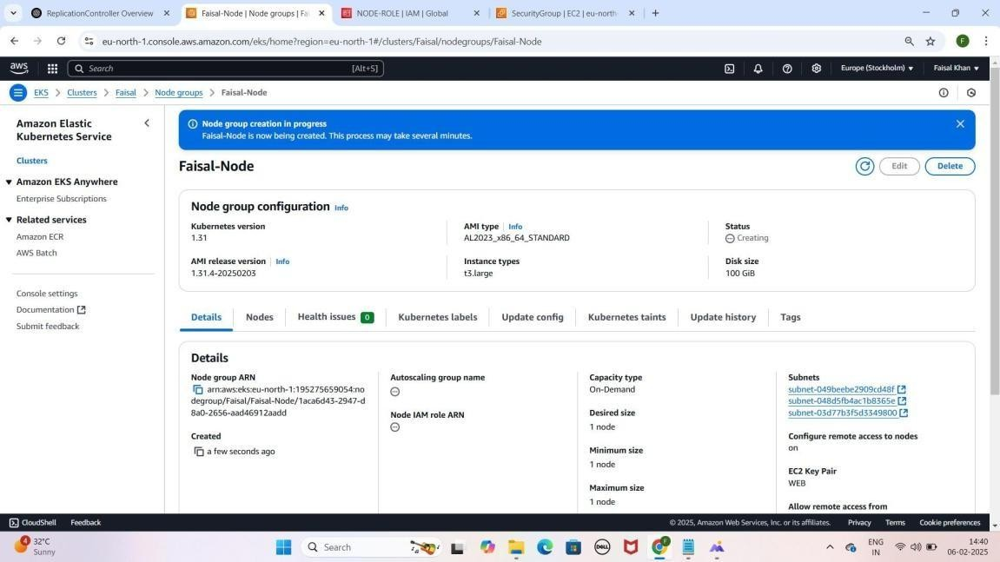 ReplicationController Overview
Faisal-Node | Node groups | Fai
NODE-ROLE | IAM | Global
SecurityGroup | EC2 | eu-north-
eu-north-1.console.aws.amazon.com/eks/home?region=eu-north-1#/clusters/Faisal/nodegroups/Faisal-Node
F
aws
Search
[Alt+S]
Europe (Stockholm)
Faisal Khan
EKS
Clusters
Faisal
Node groups
Faisal-Node
Amazon Elastic
Kubernetes Service
Clusters
Amazon EKS Anywhere
Enterprise Subscriptions
Related services
Amazon ECR
AWS Batch
Console settings
Documentation
Submit feedback
Node group creation in progress
Faisal-Node is now being created. This process may take several minutes.
Faisal-Node
Edit
Delete
Node group configuration Info
Kubernetes version
1.31
AMI type | Info
AL2023_x86_64_STANDARD
Status
Creating
AMI release version | Info
1.31.4-20250203
Instance types
t3.large
Disk size
100 GiB
Details
Nodes
Health issues 0
Kubernetes labels
Update config
Kubernetes taints
Update history
Tags
Details
Node group ARN
arn:aws:eks:eu-north-1:195275659054:no
degroup/Faisal/Faisal-Node/1aca6d43-2947-d
8a0-2656-aad46912aadd
Created
a few seconds ago
Autoscaling group name
Node IAM role ARN
Capacity type
On-Demand
Desired size
1 node
Minimum size
1 node
Maximum size
1 node
Subnets
subnet-049beebe2909cd48f
subnet-048d5fb4ac1b8365e
subnet-03d77b3f5d3349800
Configure remote access to nodes
on
EC2 Key Pair
WEB
Allow remote access from
CloudShell
Feedback
© 2025, Amazon Web Services, Inc. or its affiliates.
Privacy
Terms
Cookie preferences
4
32°C
Sunny
Search
DELL
F
ENG
IN
14:40
06-02-2025